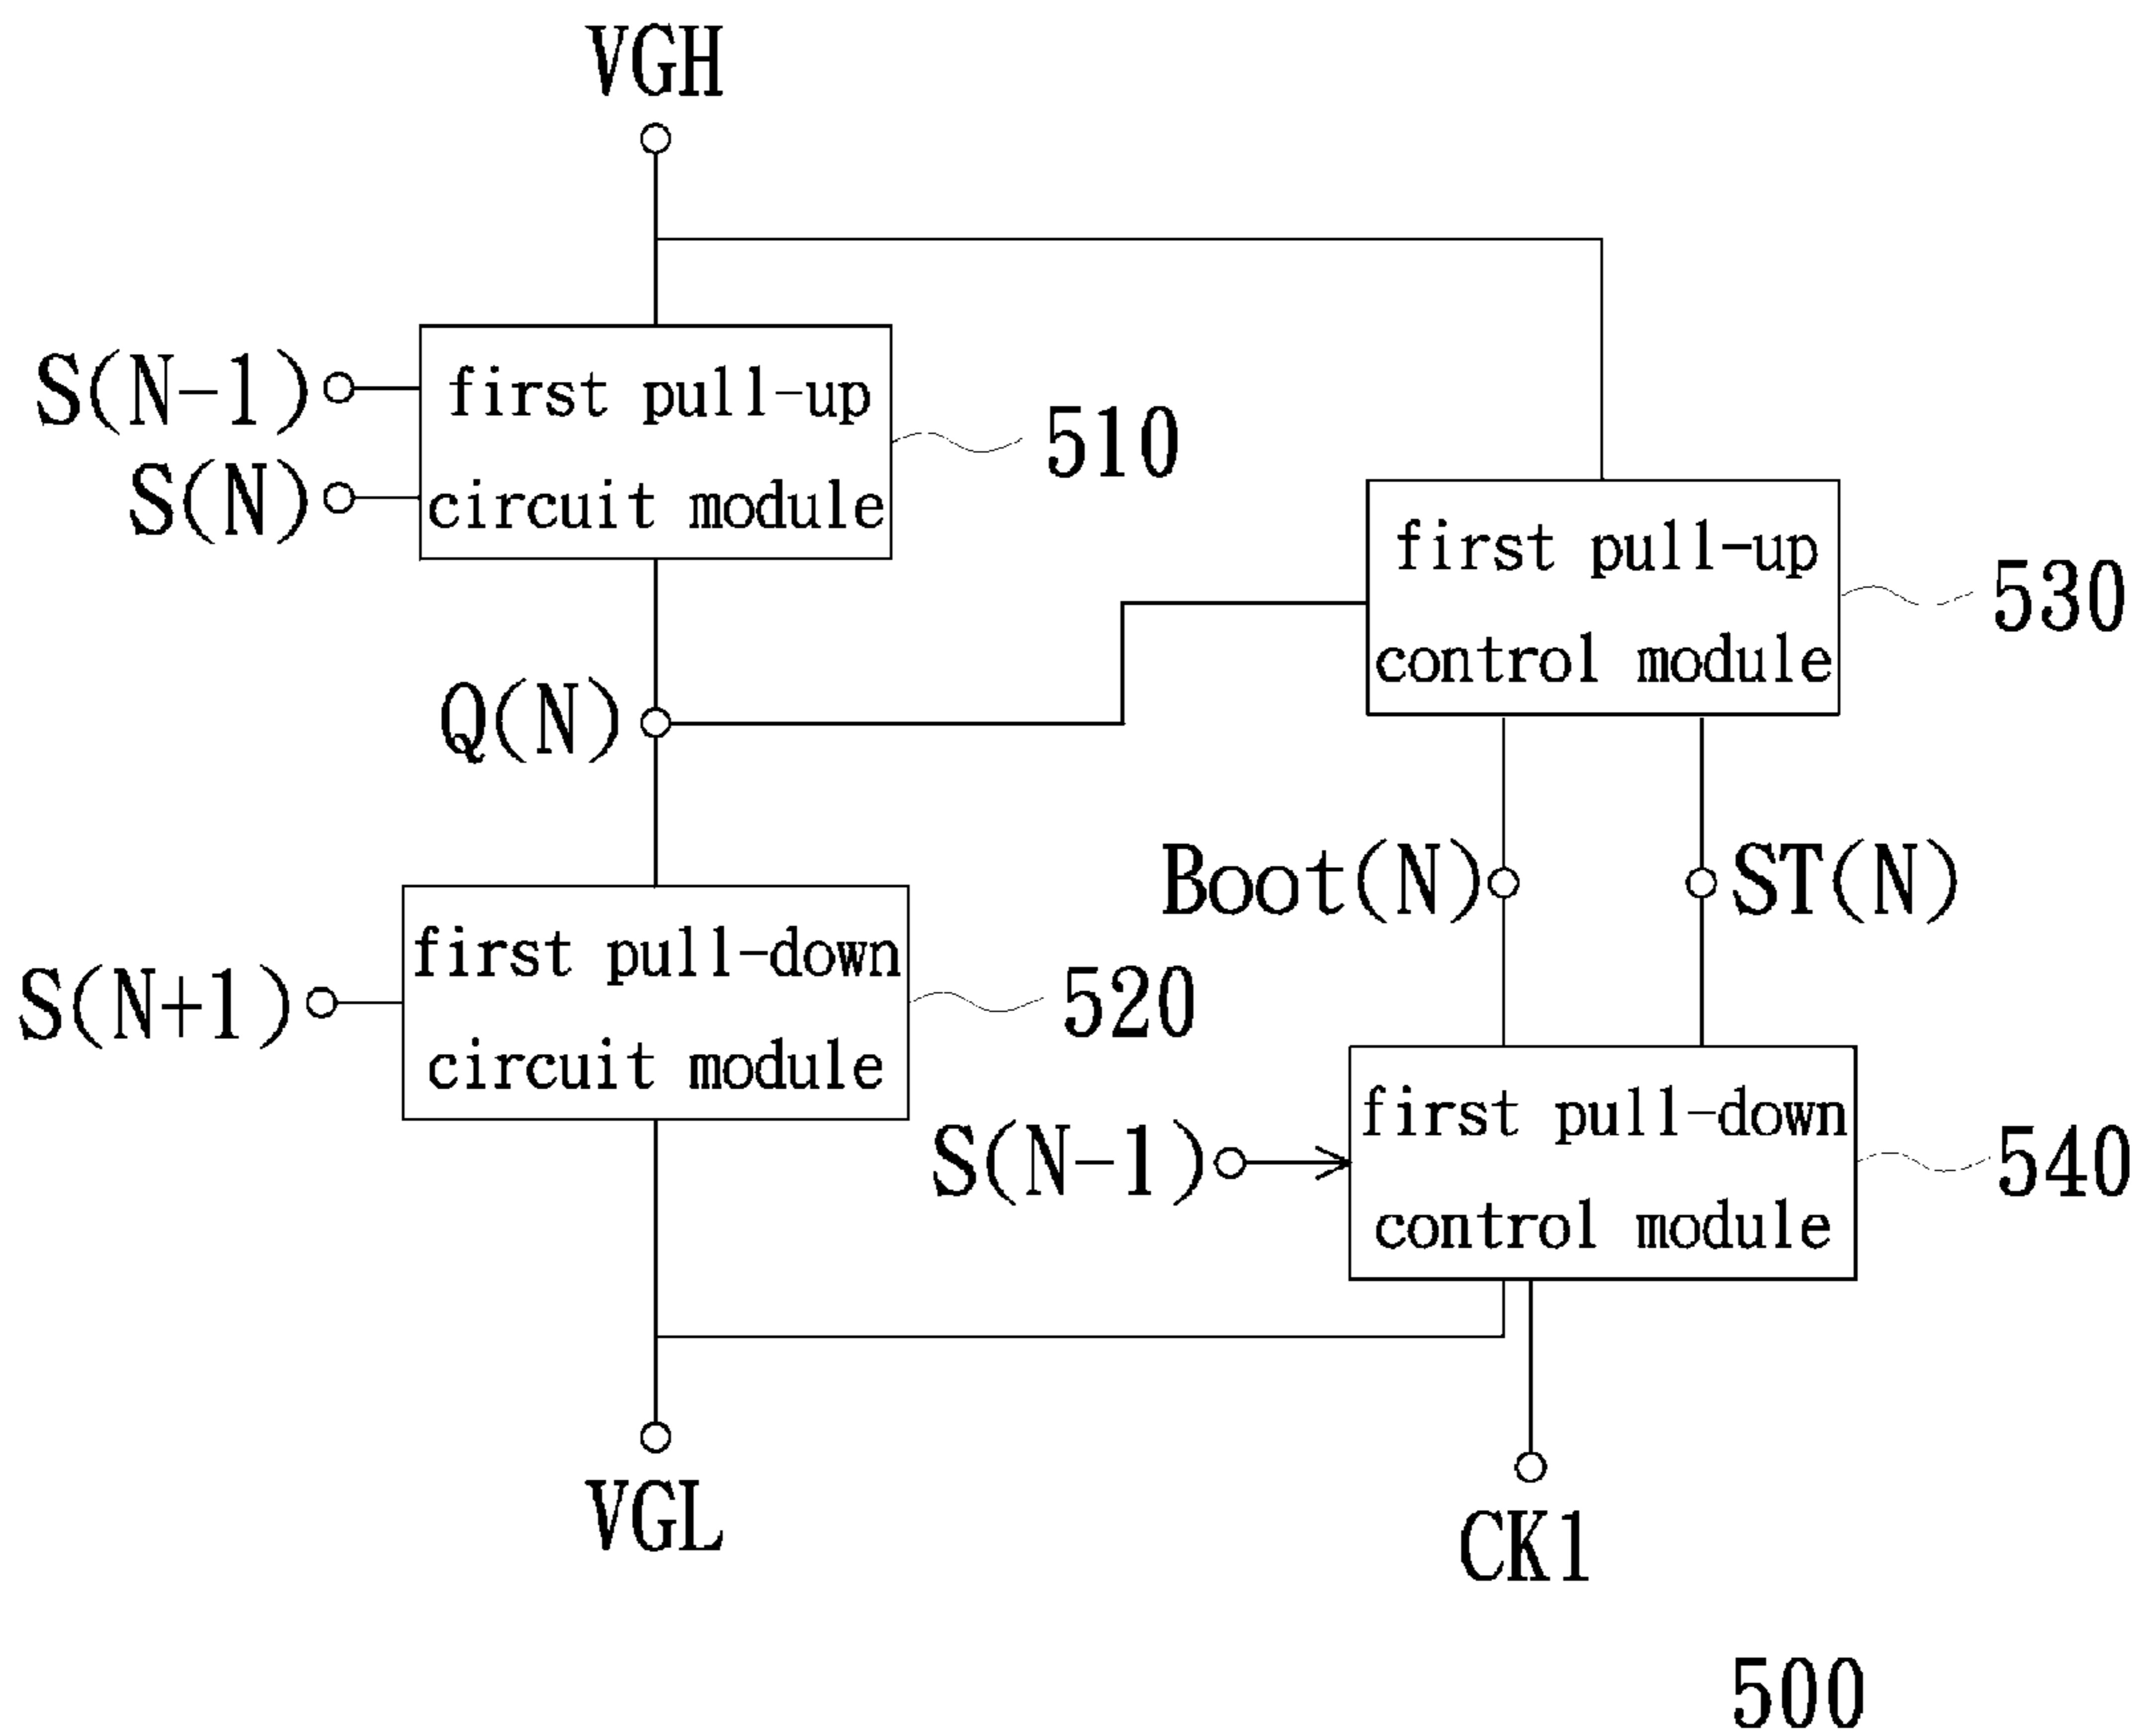 VGH
S(N-1)
first pull-up
circuit module
510
S(N)
first pull-up
control module
530
Q(N)
Boot(N)
ST(N)
first pull-down
circuit module
520
S(N+1)
S(N-1)
first pull-down
control module
540
VGL
CK1
500